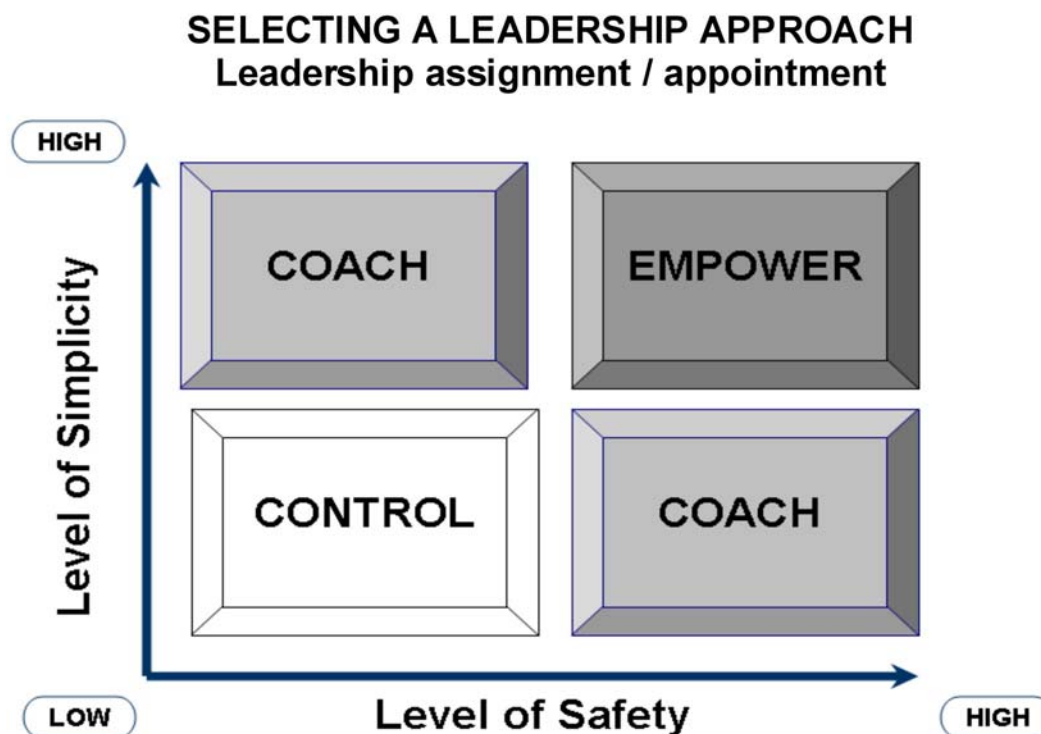 SELECTING A LEADERSHIP APPROACH
Leadership assignment / appointment
HIGH
COACH
EMPOWER
Level of Simplicity
CONTROL
COACH
LOW
Level of Safety
HIGH